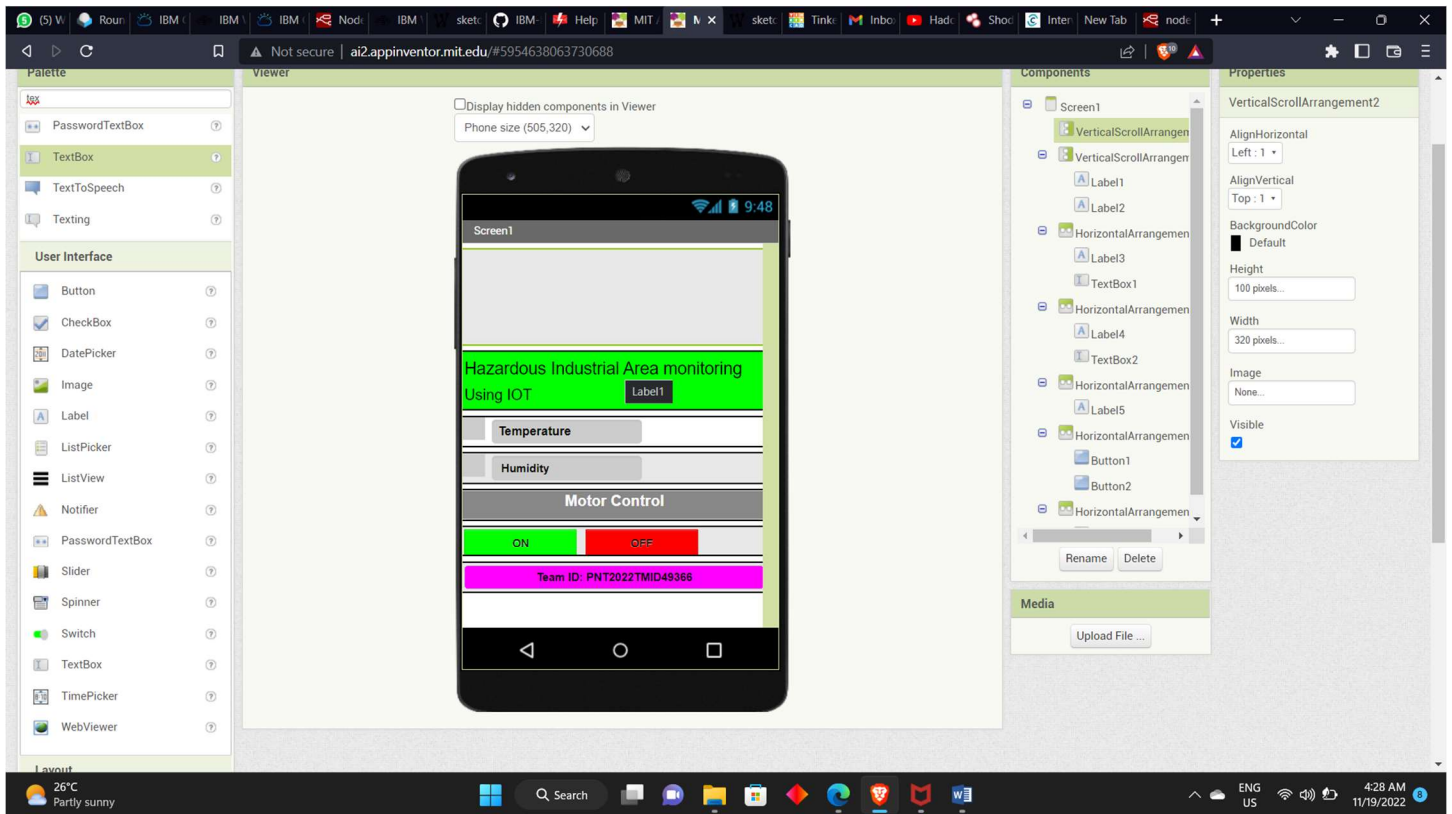 (5) W Roun IBM ( IBM \ IBM ( Node IBM \ sketc IBM- Help MIT / M sketc Tinke Inbo Hadc Shod Inter New Tab node
Not secure | ai2.appinventor.mit.edu/#5954638063730688
Palette
tex
PasswordTextBox
TextBox
TextToSpeech
Texting
User Interface
Button
CheckBox
DatePicker
Image
Label
ListPicker
ListView
Notifier
PasswordTextBox
Slider
Spinner
Switch
TextBox
TimePicker
WebViewer
Layout
Viewer
Display hidden components in Viewer
Phone size (505,320)
9:48
Screen1
Hazardous Industrial Area monitoring
Using IOT
Label1
Temperature
Humidity
Motor Control
ON OFF
Team ID: PNT2022TMID49366
Components
Screen1
VerticalScrollArrangem
VerticalScrollArrangem
Label1
Label2
HorizontalArrangemen
Label3
TextBox1
HorizontalArrangemen
Label4
TextBox2
HorizontalArrangemen
Label5
HorizontalArrangemen
Button1
Button2
HorizontalArrangemen
Rename Delete
Media
Upload File ...
Properties
VerticalScrollArrangement2
AlignHorizontal
Left : 1
AlignVertical
Top : 1
BackgroundColor
Default
Height
100 pixels...
Width
320 pixels...
Image
None...
Visible
26°C
Partly sunny
Search
ENG
US
4:28 AM
11/19/2022
8